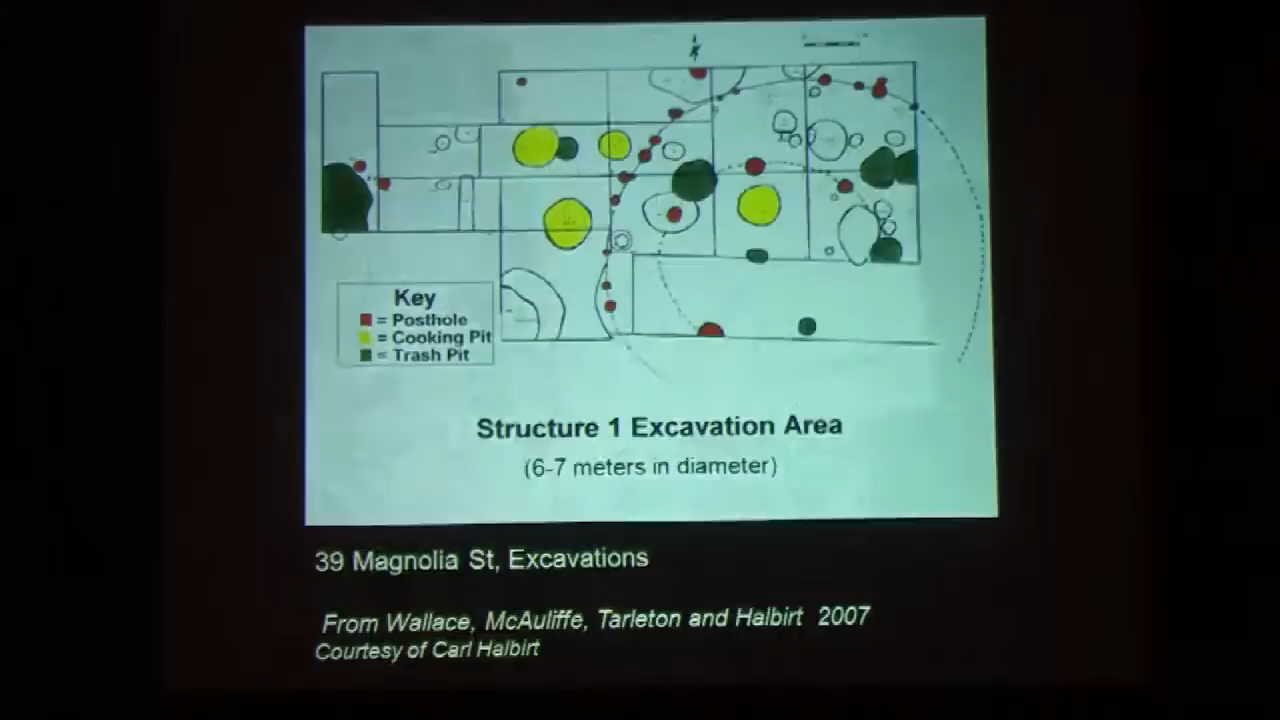 Key
= Posthole
= Cooking Pit
= Trash Pit
Structure 1 Excavation Area
(6-7 meters in diameter)
39 Magnolia St, Excavations
From Wallace, McAuliffe, Tarleton and Halbirt 2007
Courtesy of Carl Halbirt